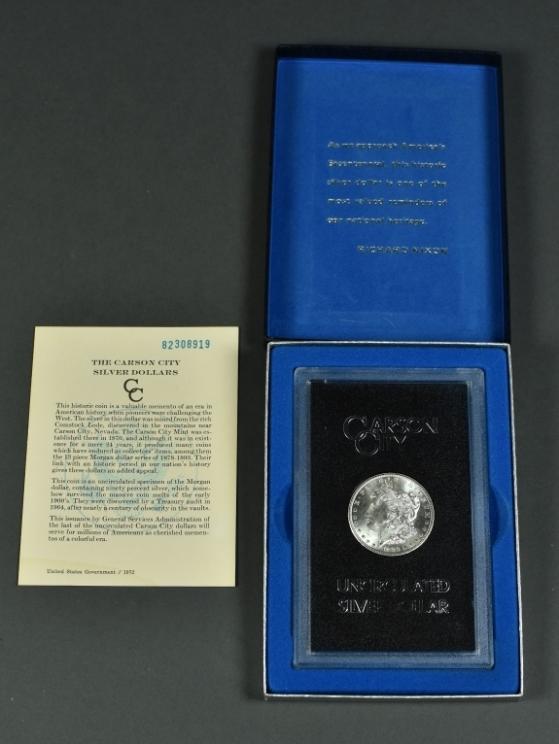 82308919
THE CARSON CITY
SILVER DOLLARS
CC
This historic coin is a valuable memento of an era in
American history when pioneers were challenging the
West. The silver in this dollar was mined from the rich
Comstock Lode, discovered in the mountains near
Carson City, Nevada. The Carson City Mint was es-
tablished there in 1870, and although it was in exist-
ence for a mere 24 years, it produced many coins
which have endured as collectors' items, among them
the 13 piece Morgan dollar series of 1878-1893. Their
link with an historic period in our nation's history
gives these dollars an added appeal.
This coin is an uncirculated specimen of the Morgan
dollar, containing ninety percent silver, which some-
how survived the massive coin melts of the early
1900's. They were discovered by a Treasury audit in
1964, after nearly a century of obscurity in the vaults.
This issuance by General Services Administration of
the last of the uncirculated Carson City dollars will
serve for millions of Americans as cherished memen-
tos of a colorful era.
United States Government / 1972
As we approach America's
Bicentennial, this historic
silver dollar is one of the
most valued reminders of
our national heritage.
RICHARD NIXON
CARSON
CITY
UNCIRCULATED
SILVER DOLLAR